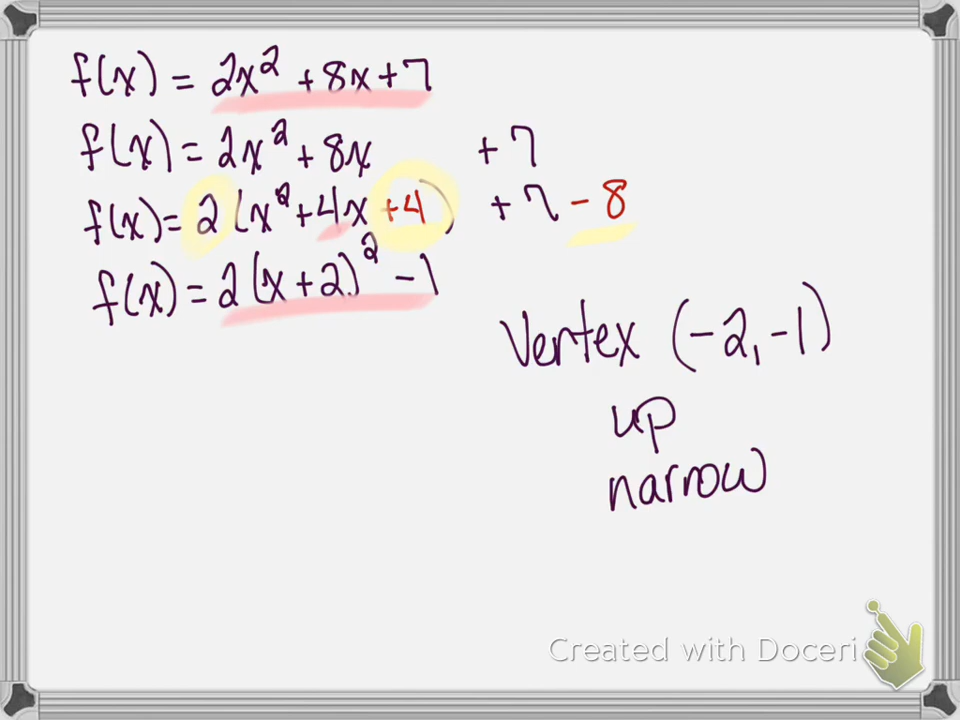 f(x) = 2x² + 8x + 7
f(x) = 2x² + 8x + 7
f(x) = 2(x² + 4x + 4) + 7 - 8
f(x) = 2(x + 2)² - 1
Vertex (-2, -1)
up
narrow
Created with Doceri